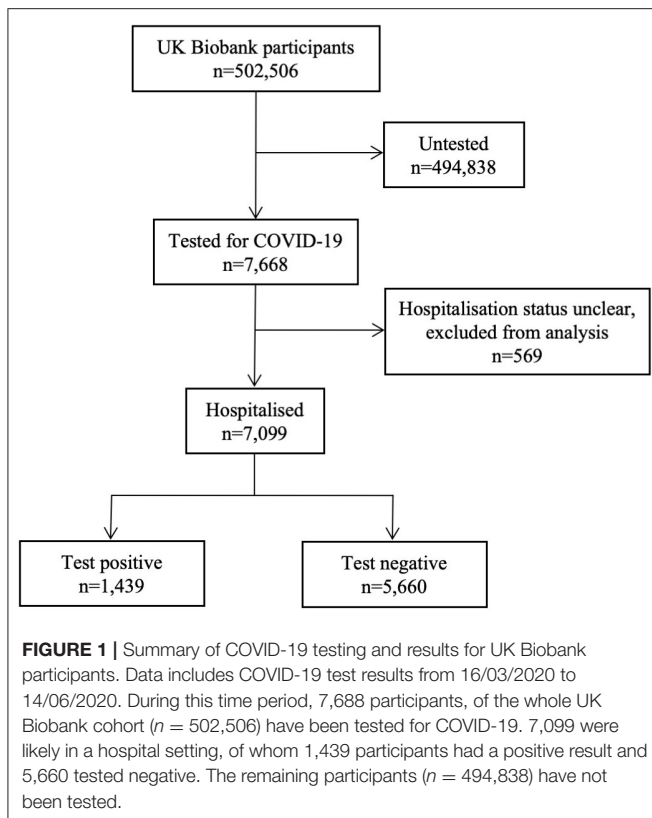 UK Biobank participants
n=502,506
Untested
n=494,838
Tested for COVID-19
n=7,668
Hospitalisation status unclear,
excluded from analysis
n=569
Hospitalised
n=7,099
Test positive
n=1,439
Test negative
n=5,660
FIGURE 1 | Summary of COVID-19 testing and results for UK Biobank
participants. Data includes COVID-19 test results from 16/03/2020 to
14/06/2020. During this time period, 7,688 participants, of the whole UK
Biobank cohort (n = 502,506) have been tested for COVID-19. 7,099 were
likely in a hospital setting, of whom 1,439 participants had a positive result and
5,660 tested negative. The remaining participants (n = 494,838) have not
been tested.